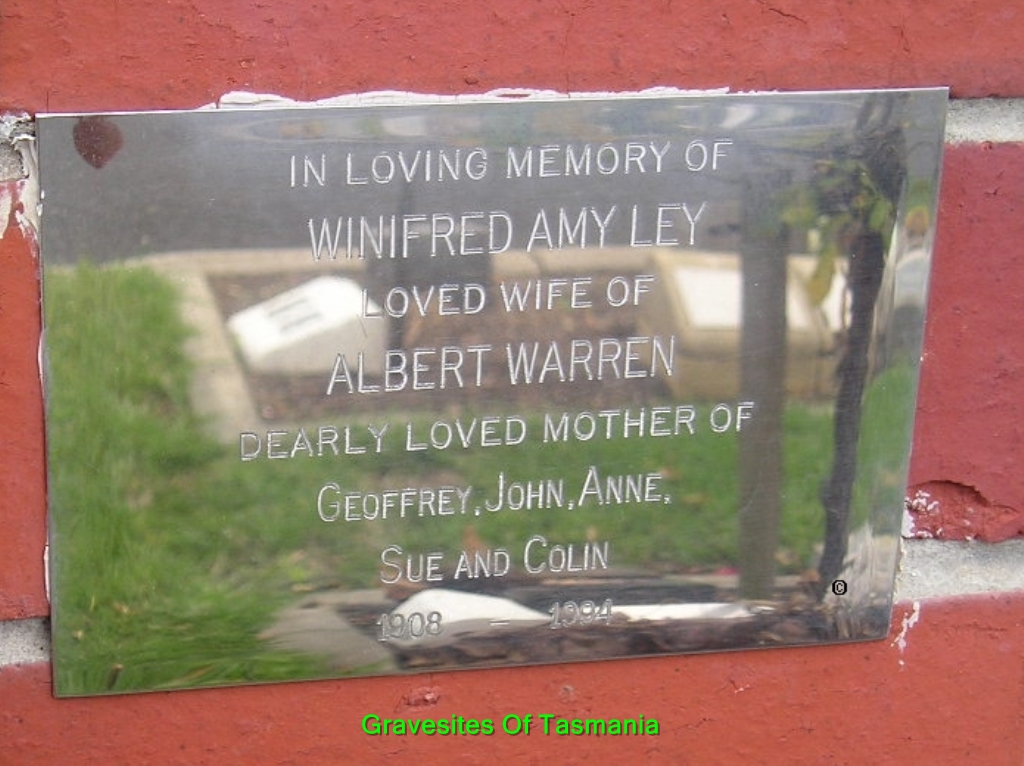 IN LOVING MEMORY OF
WINIFRED AMY LEY
LOVED WIFE OF
ALBERT WARREN
DEARLY LOVED MOTHER OF
GEOFFREY, JOHN, ANNE,
SUE AND COLIN
1908 – 1994
©
Gravesites Of Tasmania